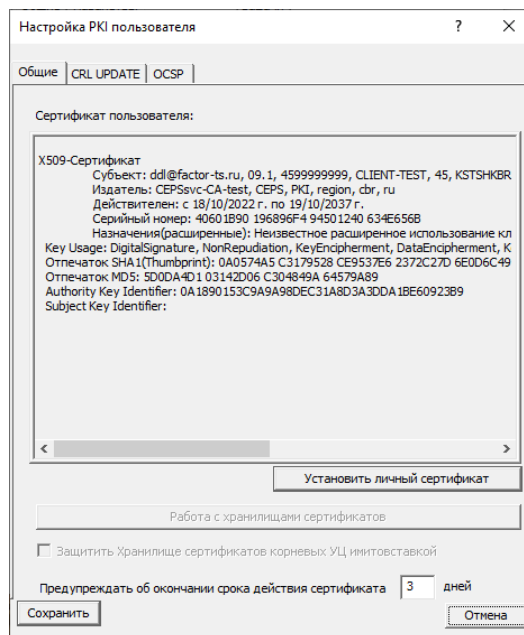 Настройка PKI пользователя
?
Общие CRL UPDATE OCSP
Сертификат пользователя:
X509-Сертификат
Субъект: ddl@factor-ts.ru, 09.1, 4599999999, CLIENT-TEST, 45, KSTSHKBR
Издатель: CEPSsvc-CA-test, CEPS, PKI, region, cbr, ru
Действителен: с 18/10/2022 г. по 19/10/2037 г.
Серийный номер: 40601B90 196896F4 94501240 634E656B
Назначения(расширенные): Неизвестное расширенное использование кл
Key Usage: DigitalSignature, NonRepudiation, KeyEncipherment, DataEncipherment, K
Отпечаток SHA1(Thumbprint): 0A0574A5 C3179528 CE9537E6 2372C27D 6E0D6C49
Отпечаток MD5: 5D0DA4D1 03142D06 C304849A 64579A89
Authority Key Identifier: 0A1890153C9A9A98DEC31A8D3A3DDA1BE60923B9
Subject Key Identifier:
Установить личный сертификат
Работа с хранилищами сертификатов
Защитить Хранилище сертификатов корневых УЦ имитовставкой
Предупреждать об окончании срока действия сертификата 3 дней
Сохранить
Отмена